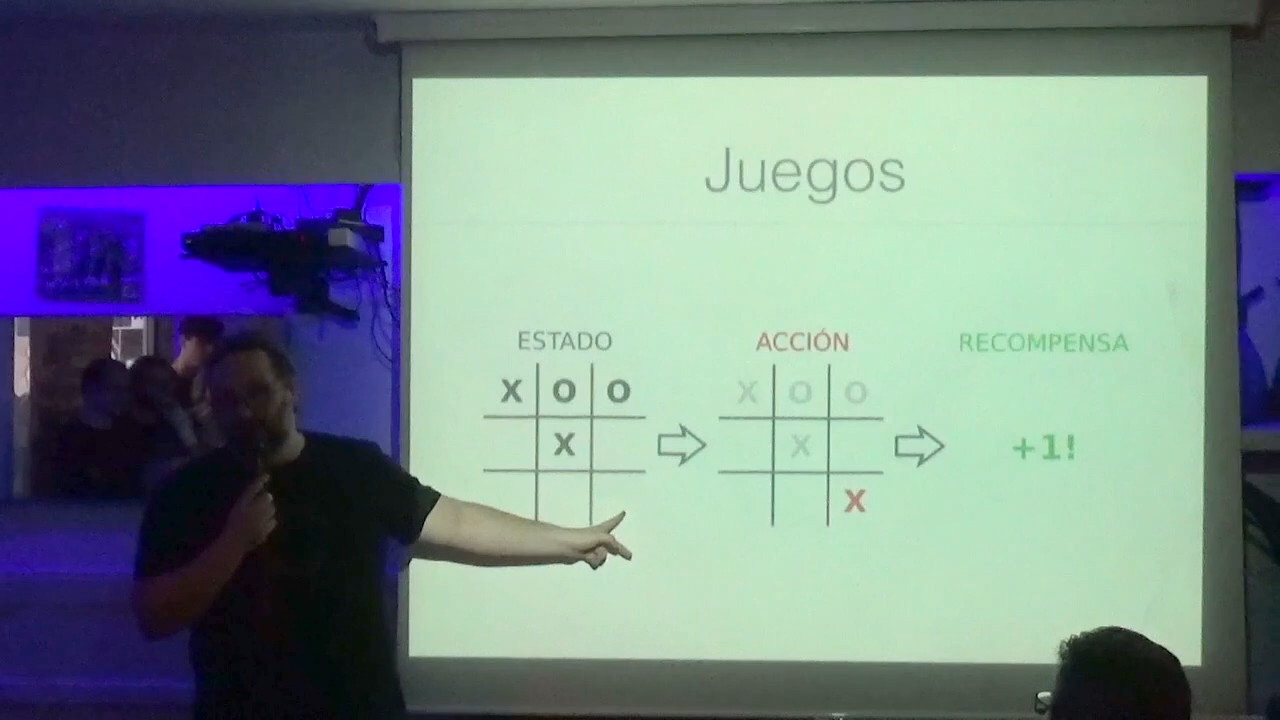 Juegos
ESTADO ACCIÓN RECOMPENSA
X O O X O O
X X +1!
X